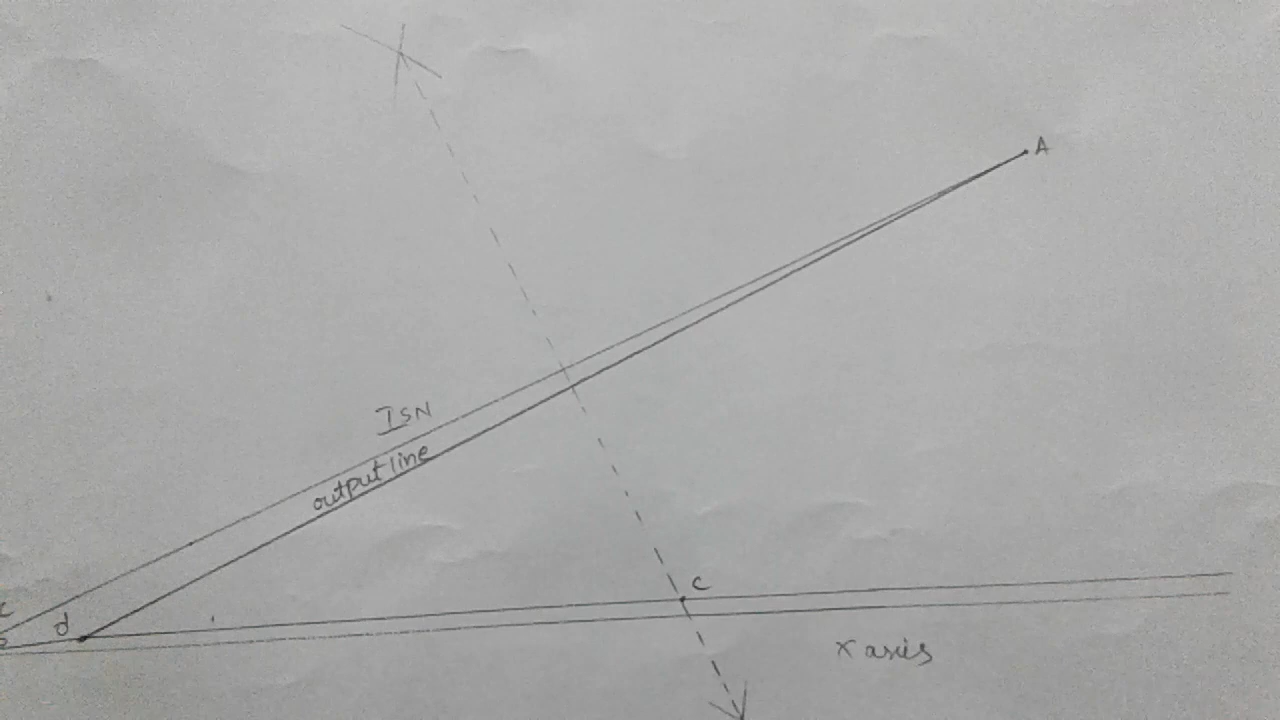 A
ISN
output line
C
d
x axis